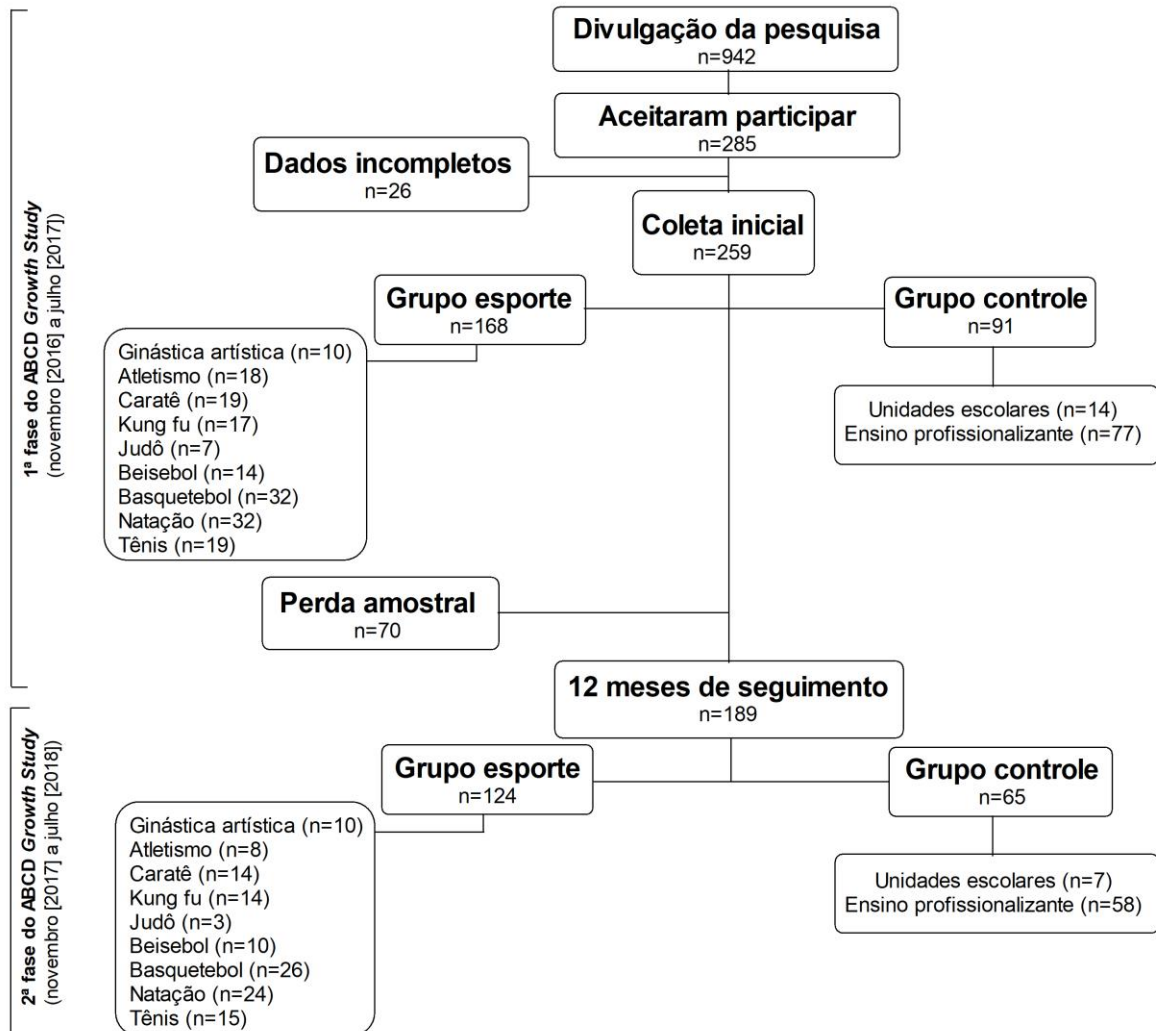 Divulgação da pesquisa
n=942
Aceitaram participar
n=285
Dados incompletos
n=26
Coleta inicial
n=259
1ª fase do ABCD Growth Study
(novembro [2016] a julho [2017])
Grupo esporte
n=168
Grupo controle
n=91
Ginástica artística (n=10)
Atletismo (n=18)
Caratê (n=19)
Kung fu (n=17)
Judô (n=7)
Beisebol (n=14)
Basquetebol (n=32)
Natação (n=32)
Tênis (n=19)
Unidades escolares (n=14)
Ensino profissionalizante (n=77)
Perda amostral
n=70
12 meses de seguimento
n=189
2ª fase do ABCD Growth Study
(novembro [2017] a julho [2018])
Grupo esporte
n=124
Grupo controle
n=65
Ginástica artística (n=10)
Atletismo (n=8)
Caratê (n=14)
Kung fu (n=14)
Judô (n=3)
Beisebol (n=10)
Basquetebol (n=26)
Natação (n=24)
Tênis (n=15)
Unidades escolares (n=7)
Ensino profissionalizante (n=58)